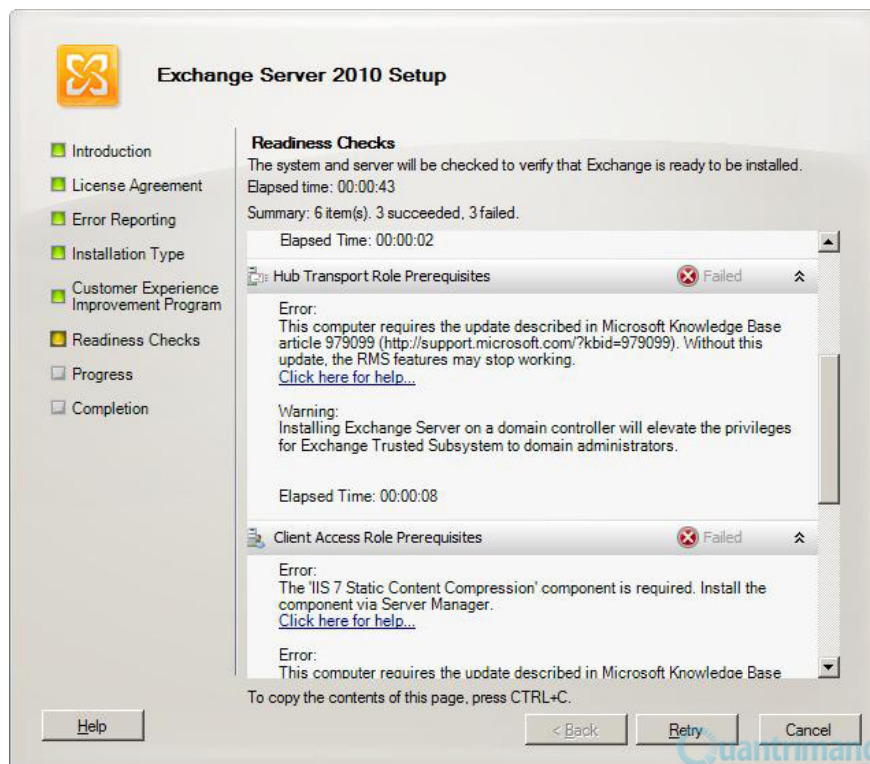 Exchange Server 2010 Setup
Introduction
License Agreement
Error Reporting
Installation Type
Customer Experience
Improvement Program
Readiness Checks
Progress
Completion
Readiness Checks
The system and server will be checked to verify that Exchange is ready to be installed.
Elapsed time: 00:00:43
Summary: 6 item(s). 3 succeeded, 3 failed.
Elapsed Time: 00:00:02
Hub Transport Role Prerequisites Failed
Error:
This computer requires the update described in Microsoft Knowledge Base
article 979099 (http://support.microsoft.com/?kbid=979099). Without this
update, the RMS features may stop working.
Click here for help...
Warning:
Installing Exchange Server on a domain controller will elevate the privileges
for Exchange Trusted Subsystem to domain administrators.
Elapsed Time: 00:00:08
Client Access Role Prerequisites Failed
Error:
The 'IIS 7 Static Content Compression' component is required. Install the
component via Server Manager.
Click here for help...
Error:
This computer requires the update described in Microsoft Knowledge Base
To copy the contents of this page, press CTRL+C.
Help
< Back Retry Cancel